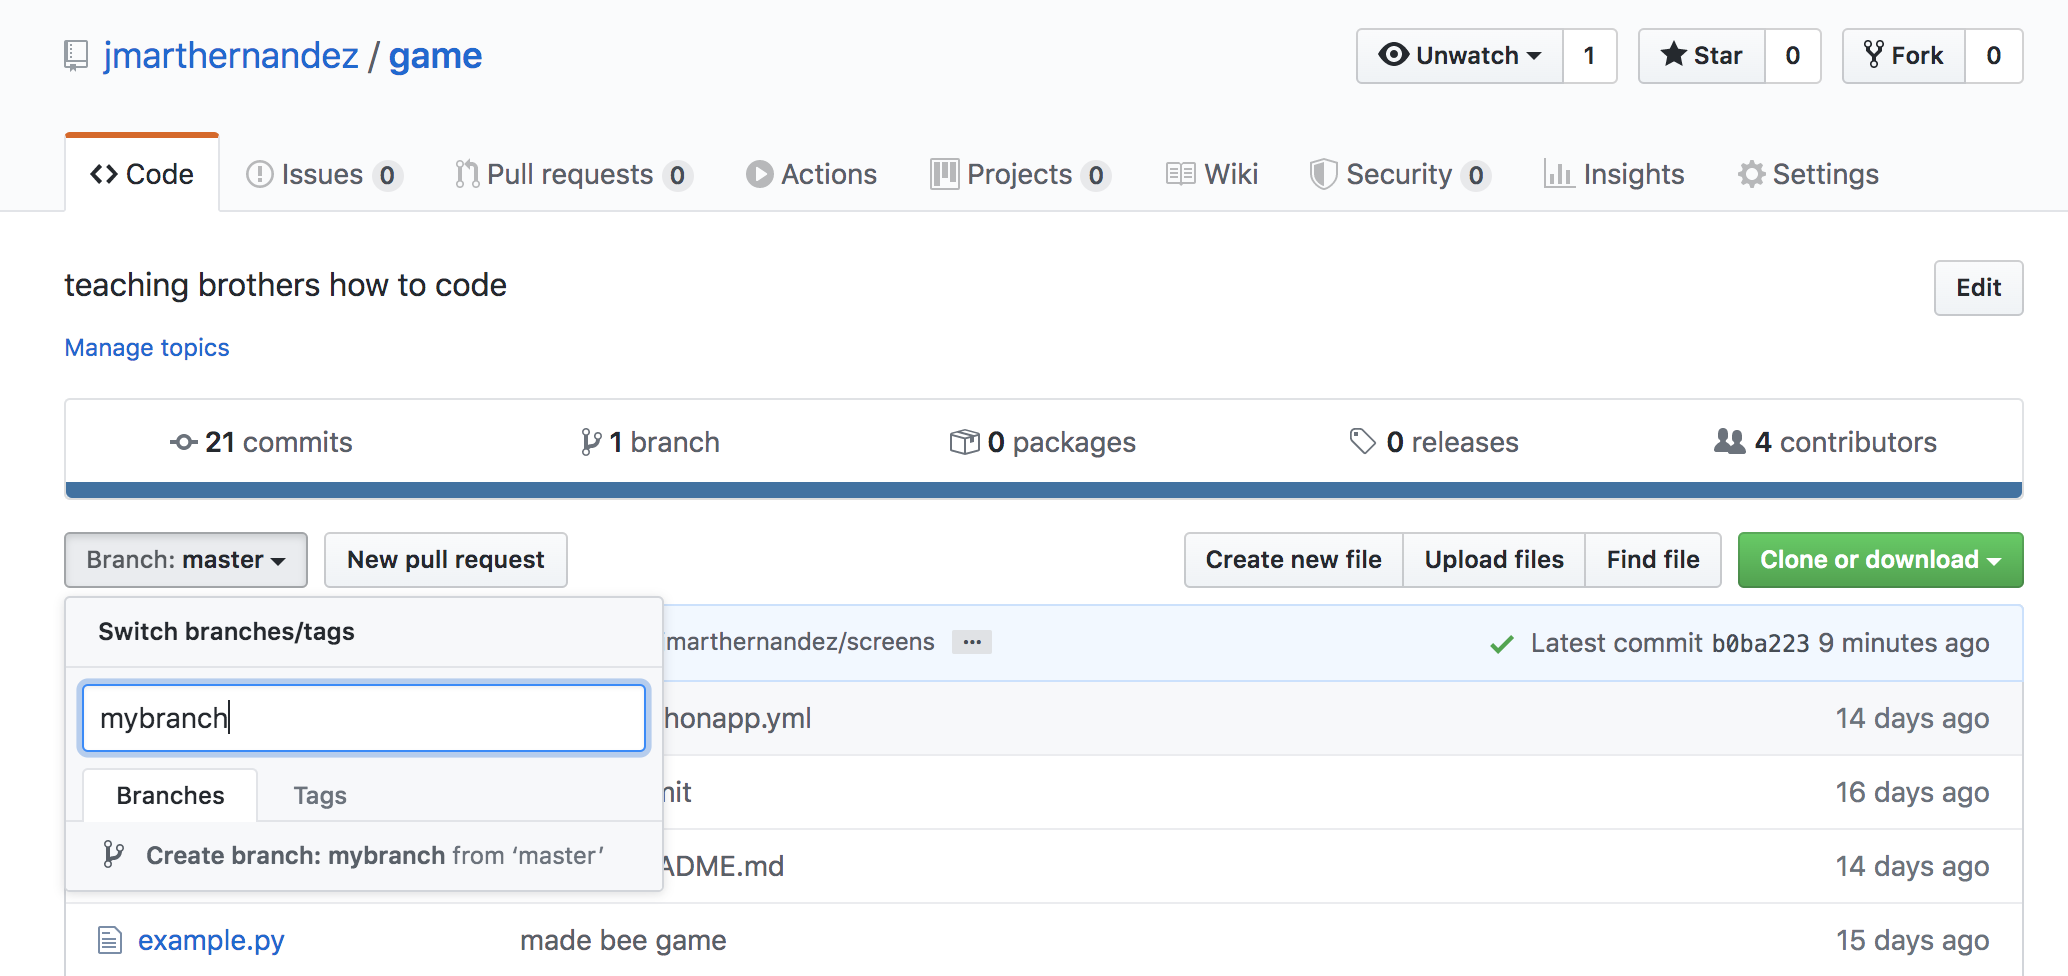 jmarthernandez / game
Unwatch 1 Star 0 Fork 0
Code Issues 0 Pull requests 0 Actions Projects 0 Wiki Security 0 Insights Settings
teaching brothers how to code
Edit
Manage topics
21 commits 1 branch 0 packages 0 releases 4 contributors
Branch: master New pull request Create new file Upload files Find file Clone or download
Switch branches/tags
marthernandez/screens ... Latest commit b0ba223 9 minutes ago
mybranch
honapp.yml 14 days ago
Branches Tags
16 days ago
Create branch: mybranch from ‘master’
ADME.md 14 days ago
example.py made bee game 15 days ago